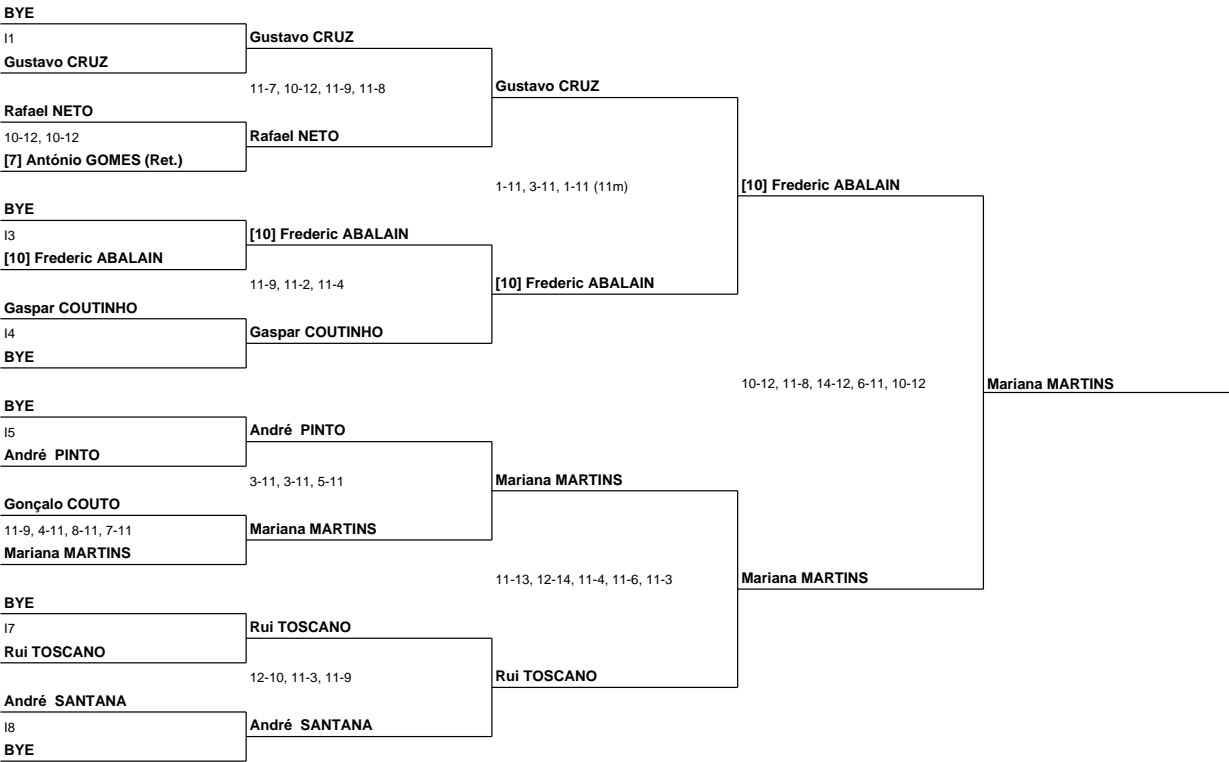 BYE
I1
Gustavo CRUZ
Gustavo CRUZ
11-7, 10-12, 11-9, 11-8
Gustavo CRUZ
Rafael NETO
10-12, 10-12
Rafael NETO
[7] António GOMES (Ret.)
1-11, 3-11, 1-11 (11m)
[10] Frederic ABALAIN
BYE
I3
[10] Frederic ABALAIN
[10] Frederic ABALAIN
11-9, 11-2, 11-4
[10] Frederic ABALAIN
Gaspar COUTINHO
I4
Gaspar COUTINHO
BYE
10-12, 11-8, 14-12, 6-11, 10-12
Mariana MARTINS
BYE
I5
André  PINTO
André  PINTO
3-11, 3-11, 5-11
Mariana MARTINS
Gonçalo COUTO
11-9, 4-11, 8-11, 7-11
Mariana MARTINS
Mariana MARTINS
11-13, 12-14, 11-4, 11-6, 11-3
Mariana MARTINS
BYE
I7
Rui TOSCANO
Rui TOSCANO
12-10, 11-3, 11-9
Rui TOSCANO
André  SANTANA
I8
André  SANTANA
BYE